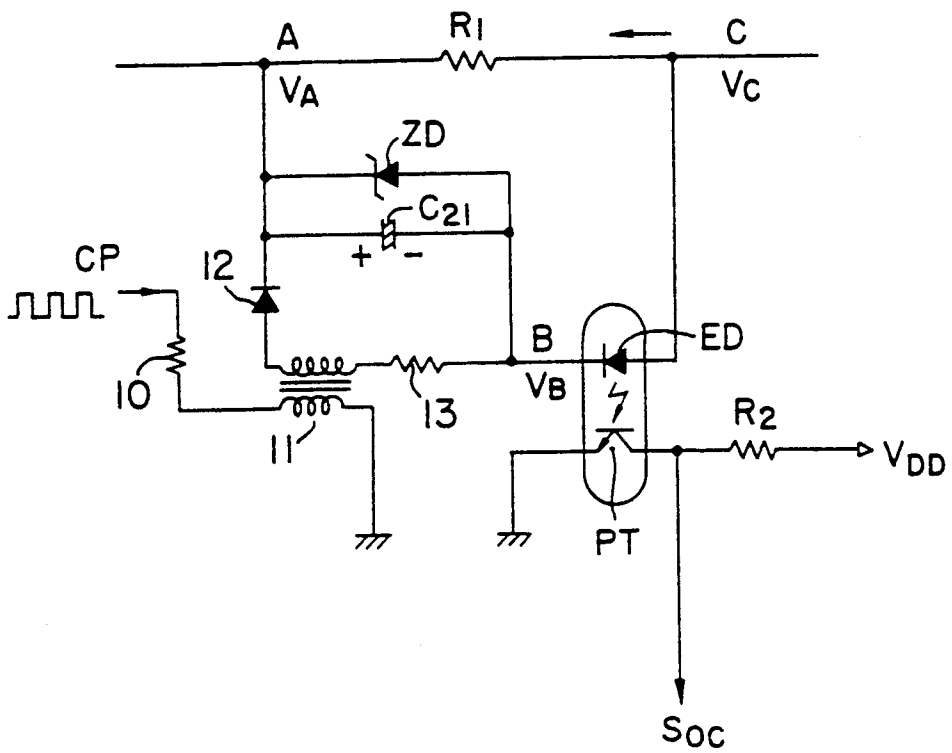 A R1 C
VA VC
ZD
C21
CP 12 + -
B ED
10 VB
13 R2
11 VDD
PT
SOC